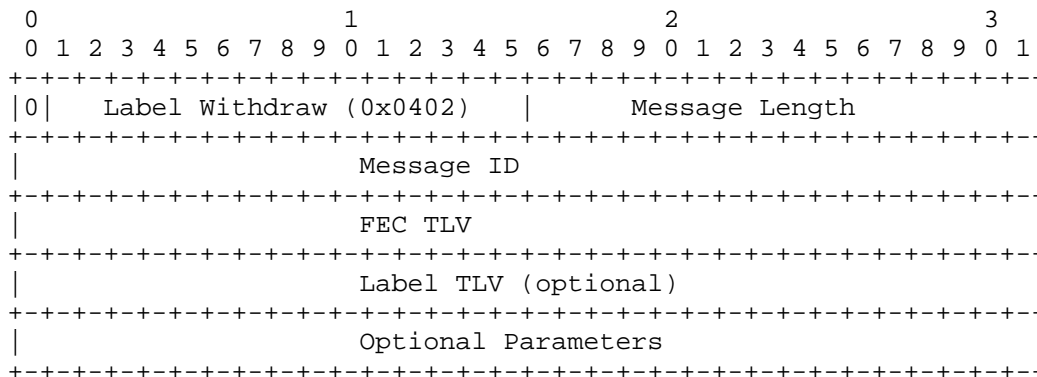 0                   1                   2                   3
 0 1 2 3 4 5 6 7 8 9 0 1 2 3 4 5 6 7 8 9 0 1 2 3 4 5 6 7 8 9 0 1
+-+-+-+-+-+-+-+-+-+-+-+-+-+-+-+-+-+-+-+-+-+-+-+-+-+-+-+-+-+-+-+-
|0|   Label Withdraw (0x0402)   |      Message Length
+-+-+-+-+-+-+-+-+-+-+-+-+-+-+-+-+-+-+-+-+-+-+-+-+-+-+-+-+-+-+-+-
|                     Message ID
+-+-+-+-+-+-+-+-+-+-+-+-+-+-+-+-+-+-+-+-+-+-+-+-+-+-+-+-+-+-+-+-
|                     FEC TLV
+-+-+-+-+-+-+-+-+-+-+-+-+-+-+-+-+-+-+-+-+-+-+-+-+-+-+-+-+-+-+-+-
|                     Label TLV (optional)
+-+-+-+-+-+-+-+-+-+-+-+-+-+-+-+-+-+-+-+-+-+-+-+-+-+-+-+-+-+-+-+-
|                     Optional Parameters
+-+-+-+-+-+-+-+-+-+-+-+-+-+-+-+-+-+-+-+-+-+-+-+-+-+-+-+-+-+-+-+-